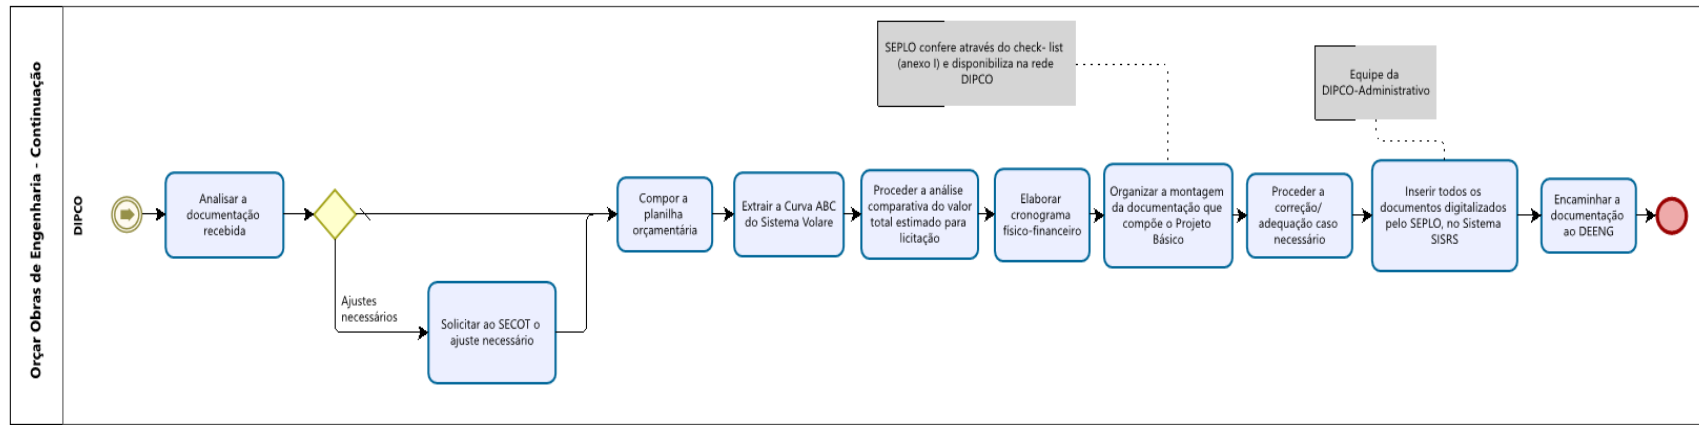 Orçar Obras de Engenharia - Continuação
DIPCO
Analisar a
documentação
recebida
Ajustes
necessários
Solicitar ao SECOT o
ajuste necessário
Compor a
planilha
orçamentária
Extrair a Curva ABC
do Sistema Volare
Proceder a análise
comparativa do valor
total estimado para
licitação
Elaborar
cronograma
físico-financeiro
SEPLO confere através do check- list
(anexo I) e disponibiliza na rede
DIPCO
Organizar a montagem
da documentação que
compõe o Projeto
Básico
Proceder a
correção/
adequação caso
necessário
Equipe da
DIPCO-Administrativo
Inserir todos os
documentos digitalizados
pelo SEPLO, no Sistema
SISRS
Encaminhar a
documentação
ao DEENG